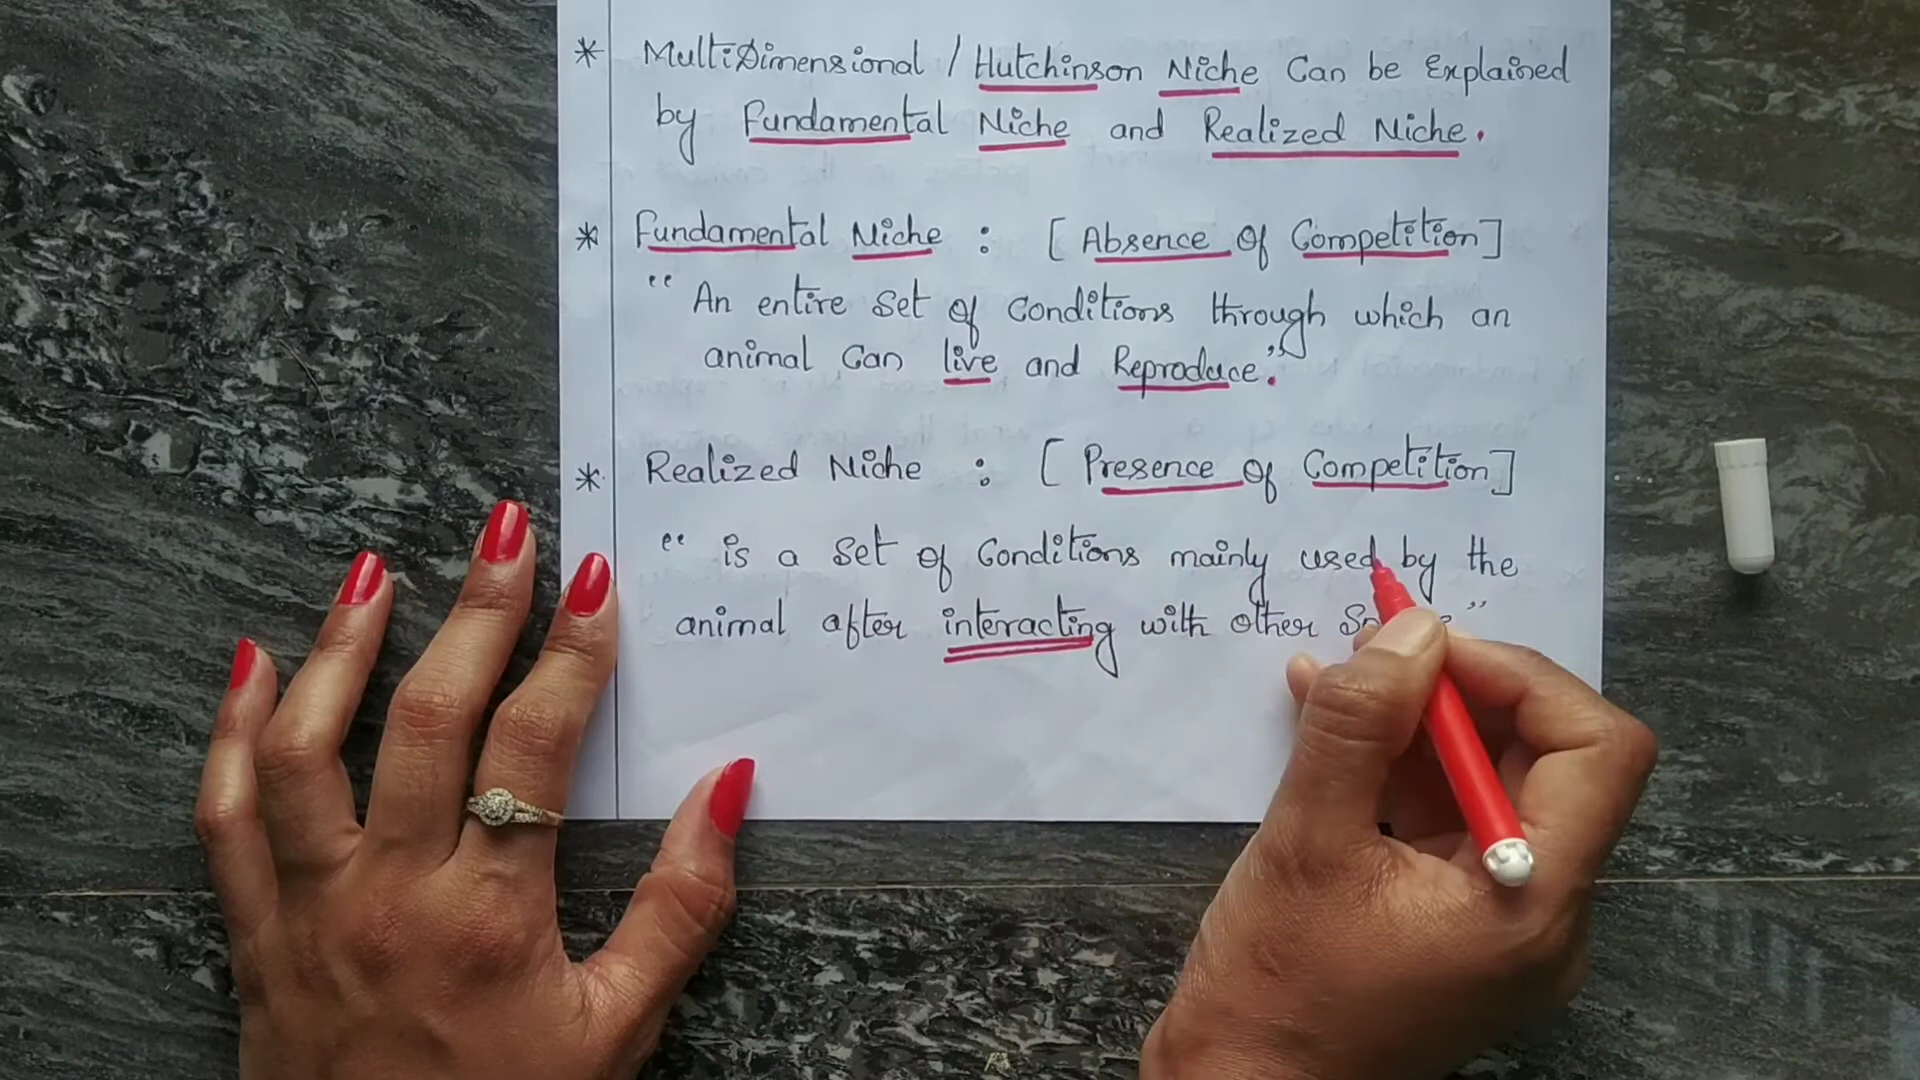 * MultiDimensional / Hutchinson Niche Can be Explained
by Fundamental Niche and Realized Niche.
* Fundamental Niche : [ Absence Of Competition ]
“ An entire Set Of Conditions through which an
animal Can live and Reproduce.”
* Realized Niche : [ Presence Of Competition ]
“ is a Set Of Conditions mainly used by the
animal after interacting with other ”